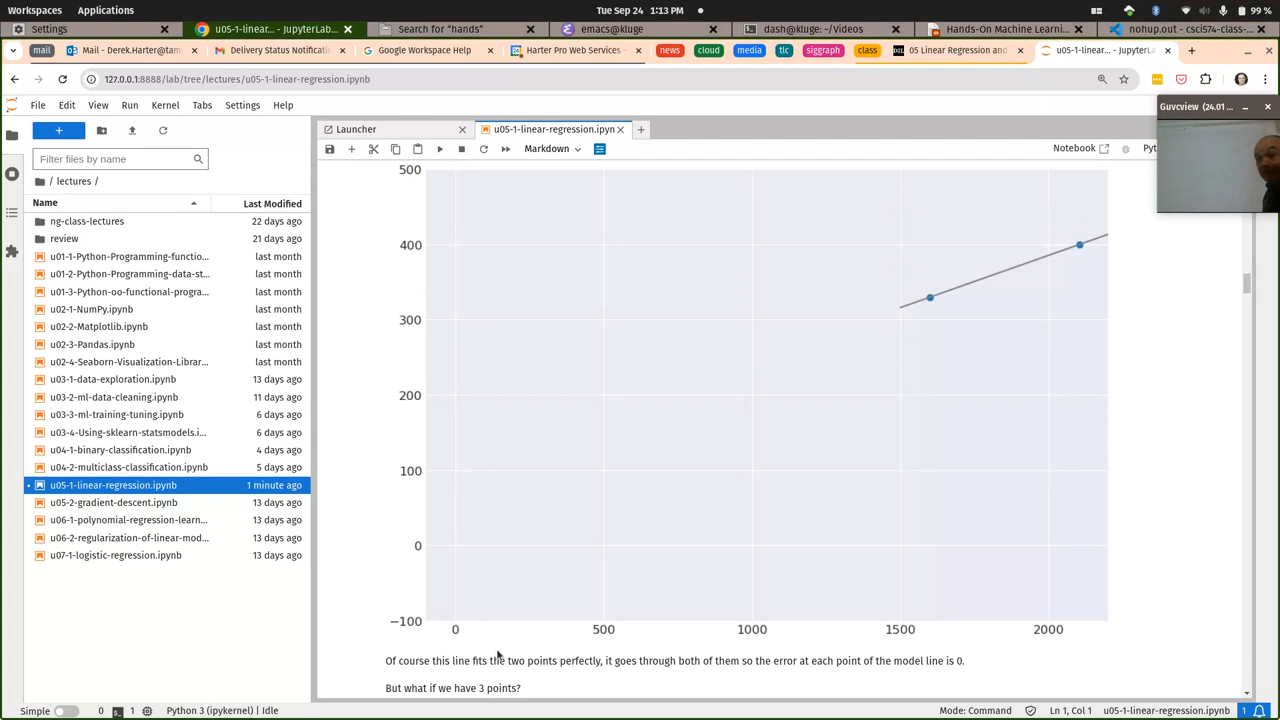 Workspaces Applications Tue Sep 24 1:13 PM 99 %
Settings u05-1-linear-... - JupyterLab... Search for "hands" emacs@kluge dash@kluge: ~/Videos Hands-On Machine Learning nohup.out - csci574-class-
mail Mail - Derek.Harter@tam Delivery Status Notificati Google Workspace Help Harter Pro Web Services - news cloud media tlc siggraph class 05 Linear Regression and u05-1-linear-... - JupyterL
127.0.0.1:8888/lab/tree/lectures/u05-1-linear-regression.ipynb
File Edit View Run Kernel Tabs Settings Help
Guvcview (24.01 ...
Launcher u05-1-linear-regression.ipyn
Markdown Notebook Pyt
Filter files by name
/ lectures /
Name Last Modified
ng-class-lectures 22 days ago
review 21 days ago
u01-1-Python-Programming-functio... last month
u01-2-Python-Programming-data-st... last month
u01-3-Python-oo-functional-progra... last month
u02-1-NumPy.ipynb last month
u02-2-Matplotlib.ipynb last month
u02-3-Pandas.ipynb last month
u02-4-Seaborn-Visualization-Librar... last month
u03-1-data-exploration.ipynb 13 days ago
u03-2-ml-data-cleaning.ipynb 11 days ago
u03-3-ml-training-tuning.ipynb 6 days ago
u03-4-Using-sklearn-statsmodels.i... 6 days ago
u04-1-binary-classification.ipynb 4 days ago
u04-2-multiclass-classification.ipynb 5 days ago
u05-1-linear-regression.ipynb 1 minute ago
u05-2-gradient-descent.ipynb 13 days ago
u06-1-polynomial-regression-learn... 13 days ago
u06-2-regularization-of-linear-mod... 13 days ago
u07-1-logistic-regression.ipynb 13 days ago
500
400
300
200
100
0
−100
0 500 1000 1500 2000
Of course this line fits the two points perfectly, it goes through both of them so the error at each point of the model line is 0.
But what if we have 3 points?
Simple 0 1 Python 3 (ipykernel) | Idle Mode: Command Ln 1, Col 1 u05-1-linear-regression.ipynb 1